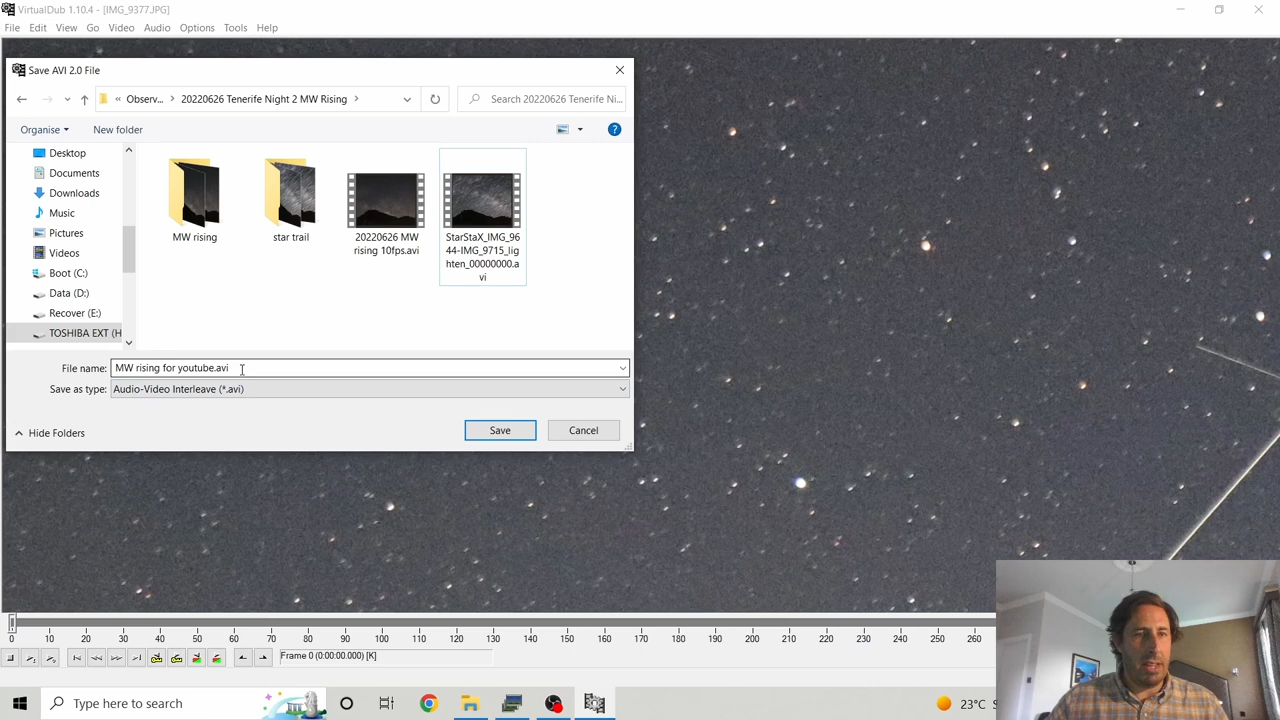 VirtualDub 1.10.4 - [IMG_9377.JPG]
File Edit View Go Video Audio Options Tools Help
Save AVI 2.0 File
« Observ... > 20220626 Tenerife Night 2 MW Rising >
Search 20220626 Tenerife Ni...
Organise New folder
Desktop
Documents
Downloads
Music
Pictures
Videos
Boot (C:)
Data (D:)
Recover (E:)
TOSHIBA EXT (H
MW rising
star trail
20220626 MW
rising 10fps.avi
StarStaX_IMG_9
644-IMG_9715_lig
hten_00000000.a
vi
File name: MW rising for youtube.avi
Save as type: Audio-Video Interleave (*.avi)
Hide Folders
Save Cancel
0 10 20 30 40 50 60 70 80 90 100 110 120 130 140 150 160 170 180 190 200 210 220 230 240 250 260
Frame 0 (0:00:00.000) [K]
Type here to search
23°C S